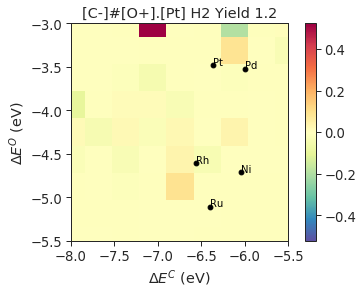 [C-]#[O+].[Pt] H2 Yield 1.2
−3.0
−3.5
−4.0
−4.5
−5.0
−5.5
ΔE^O (eV)
Pt
Pd
Rh
Ni
Ru
−8.0 −7.5 −7.0 −6.5 −6.0 −5.5
ΔE^C (eV)
0.4
0.2
0.0
−0.2
−0.4